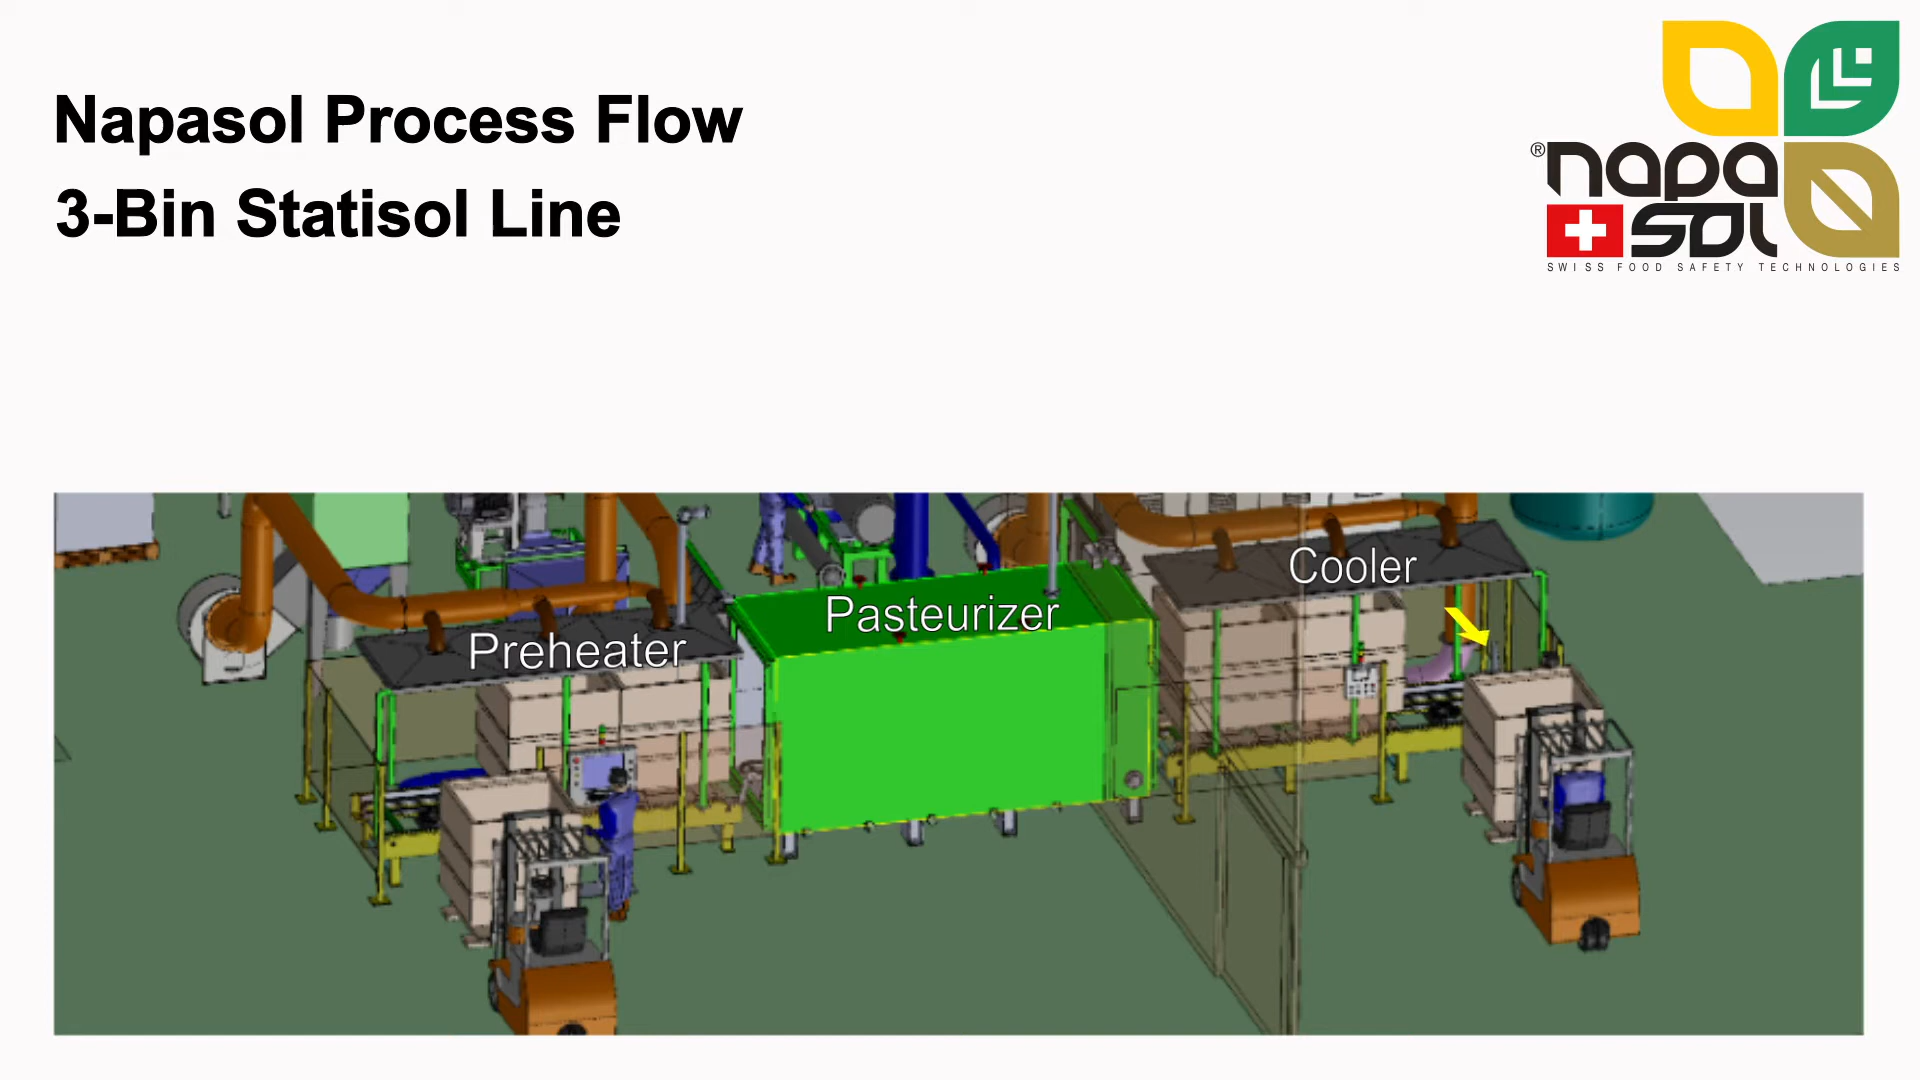 Napasol Process Flow
3-Bin Statisol Line
® napa
sol
SWISS FOOD SAFETY TECHNOLOGIES
Cooler
Pasteurizer
Preheater